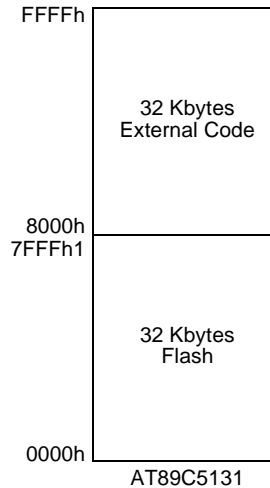 FFFFh
32 Kbytes
External Code
8000h
7FFFh1
32 Kbytes
Flash
0000h
AT89C5131